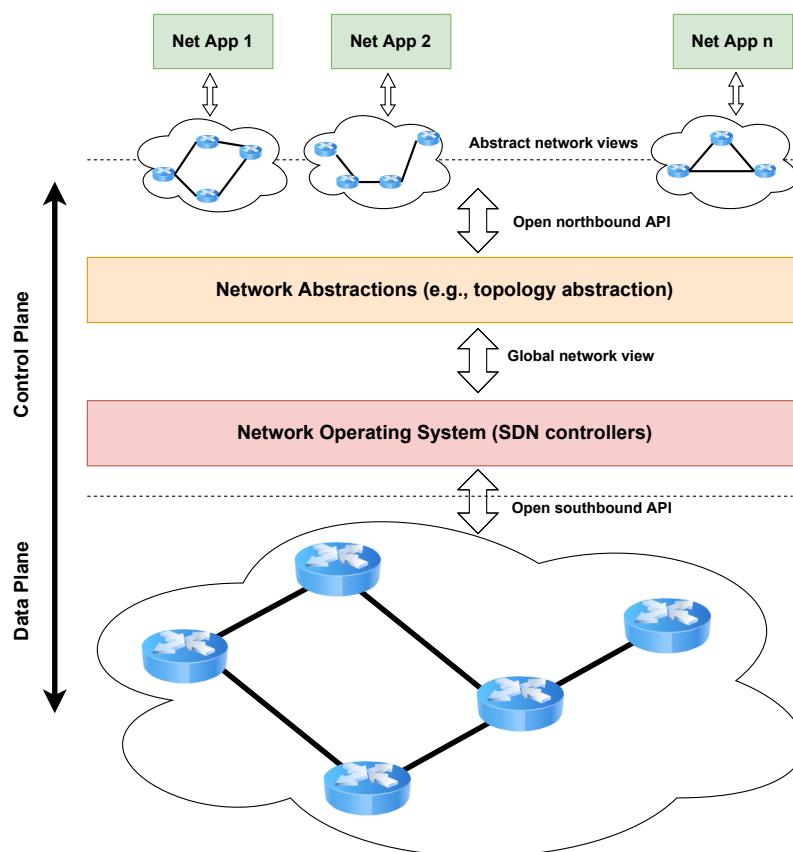 Net App 1
Net App 2
Net App n
Abstract network views
Open northbound API
Network Abstractions (e.g., topology abstraction)
Global network view
Control Plane
Network Operating System (SDN controllers)
Open southbound API
Data Plane